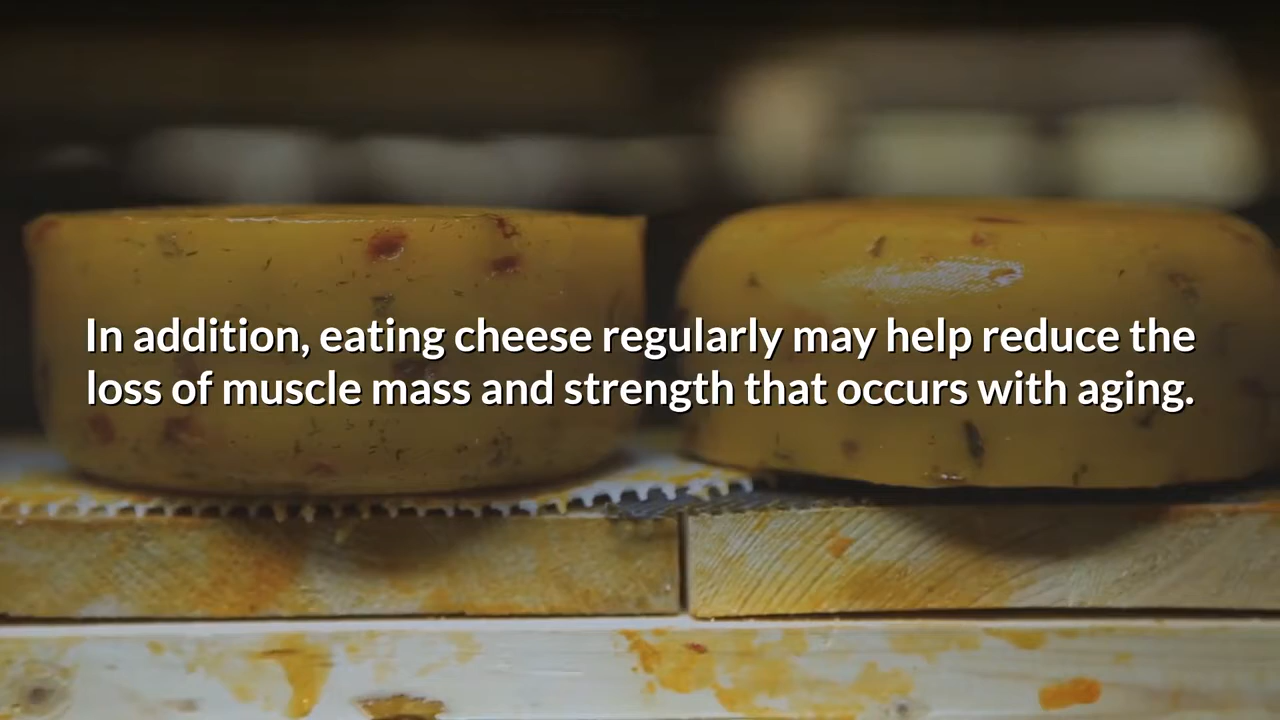 In addition, eating cheese regularly may help reduce the
loss of muscle mass and strength that occurs with aging.